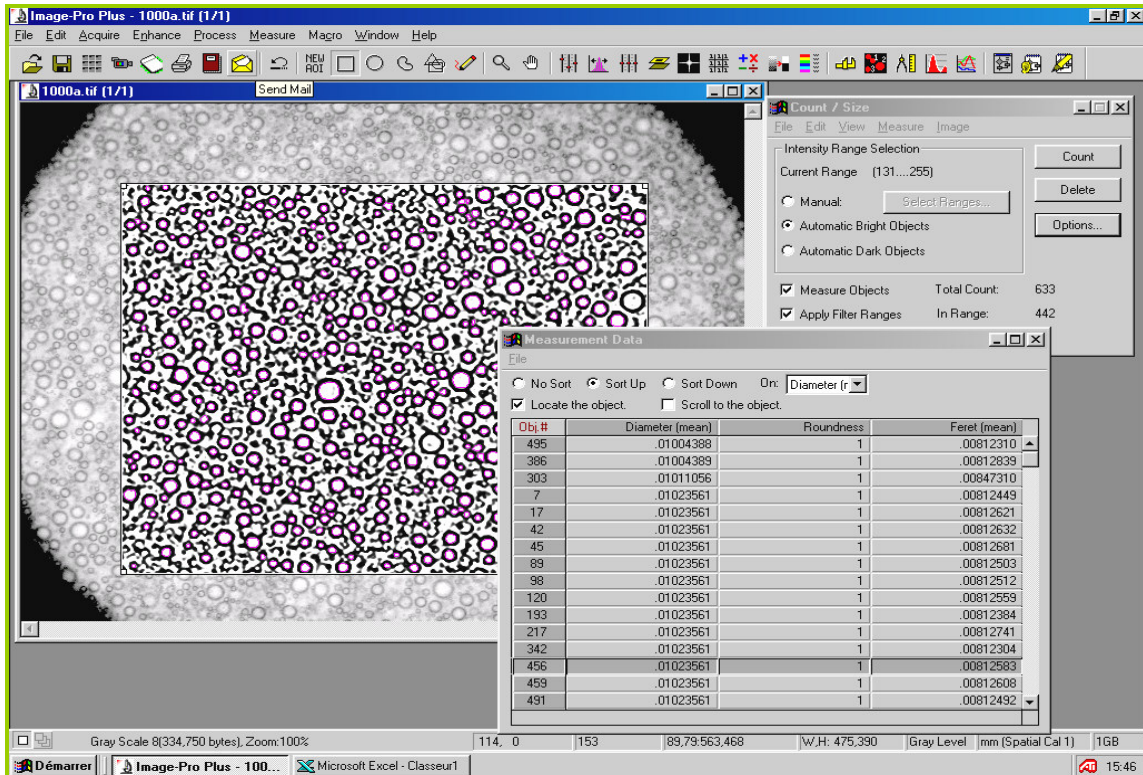 Image-Pro Plus - 1000a.tif (1/1)
File Edit Acquire Enhance Process Measure Macro Window Help
NEW AOI
Send Mail
1000a.tif (1/1)
Count / Size
File Edit View Measure Image
Intensity Range Selection
Current Range (131....255)
Manual: Select Ranges...
Automatic Bright Objects
Automatic Dark Objects
Count
Delete
Options...
Measure Objects Total Count: 633
Apply Filter Ranges In Range: 442
Measurement Data
File
No Sort Sort Up Sort Down On: Diameter (r
Locate the object. Scroll to the object.
Obj.# Diameter (mean) Roundness Feret (mean)
495 .01004388 1 .00812310
386 .01004389 1 .00812839
303 .01011056 1 .00847310
7 .01023561 1 .00812449
17 .01023561 1 .00812621
42 .01023561 1 .00812632
45 .01023561 1 .00812681
89 .01023561 1 .00812503
98 .01023561 1 .00812512
120 .01023561 1 .00812559
193 .01023561 1 .00812384
217 .01023561 1 .00812741
342 .01023561 1 .00812304
456 .01023561 1 .00812583
459 .01023561 1 .00812608
491 .01023561 1 .00812492
Gray Scale 8(334,750 bytes), Zoom:100% 114, 0 153 89,79:563,468 W,H: 475,390 Gray Level mm (Spatial Cal 1) 1GB
Démarrer Image-Pro Plus - 100... Microsoft Excel - Classeur1 15:46